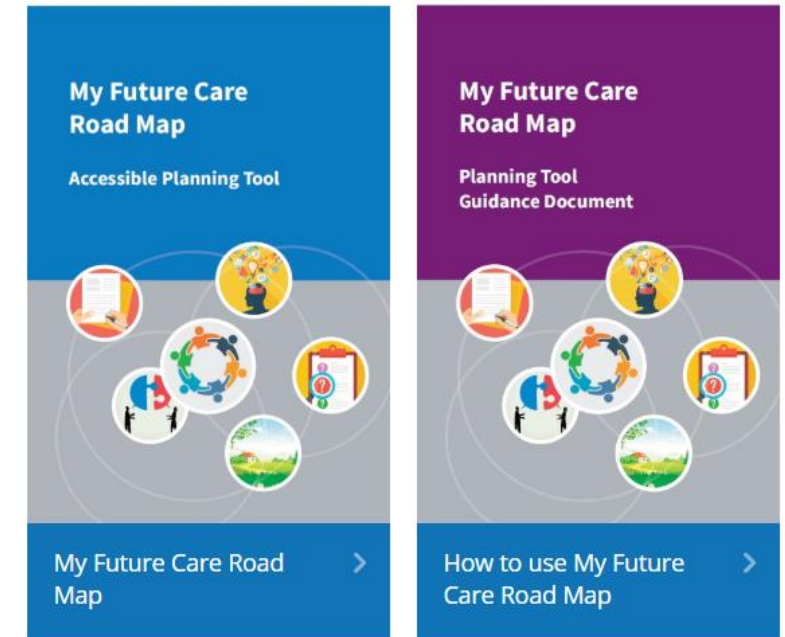 My Future Care
Road Map
Accessible Planning Tool
My Future Care Road
Map
My Future Care
Road Map
Planning Tool
Guidance Document
How to use My Future
Care Road Map